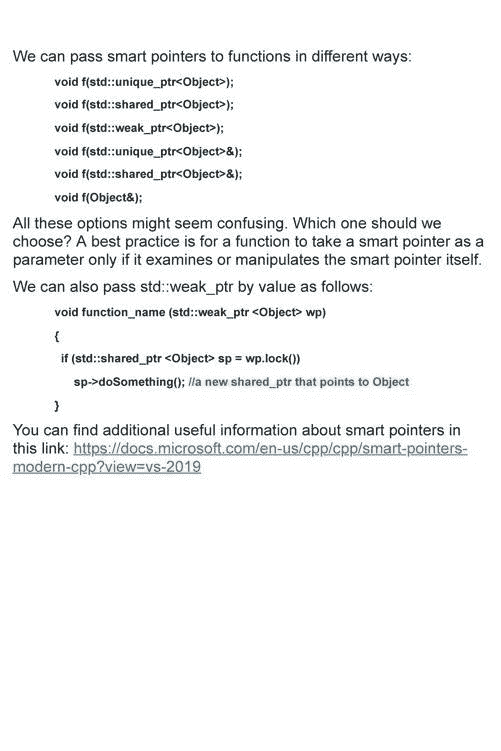 We can pass smart pointers to functions in different ways:
void f(std::unique_ptr<Object>);
void f(std::shared_ptr<Object>);
void f(std::weak_ptr<Object>);
void f(std::unique_ptr<Object>&);
void f(std::shared_ptr<Object>&);
void f(Object&);
All these options might seem confusing. Which one should we
choose? A best practice is for a function to take a smart pointer as a
parameter only if it examines or manipulates the smart pointer itself.
We can also pass std::weak_ptr by value as follows:
void function_name (std::weak_ptr <Object> wp)
{
if (std::shared_ptr <Object> sp = wp.lock())
sp->doSomething(); //a new shared_ptr that points to Object
}
You can find additional useful information about smart pointers in
this link: https://docs.microsoft.com/en-us/cpp/cpp/smart-pointers-
modern-cpp?view=vs-2019